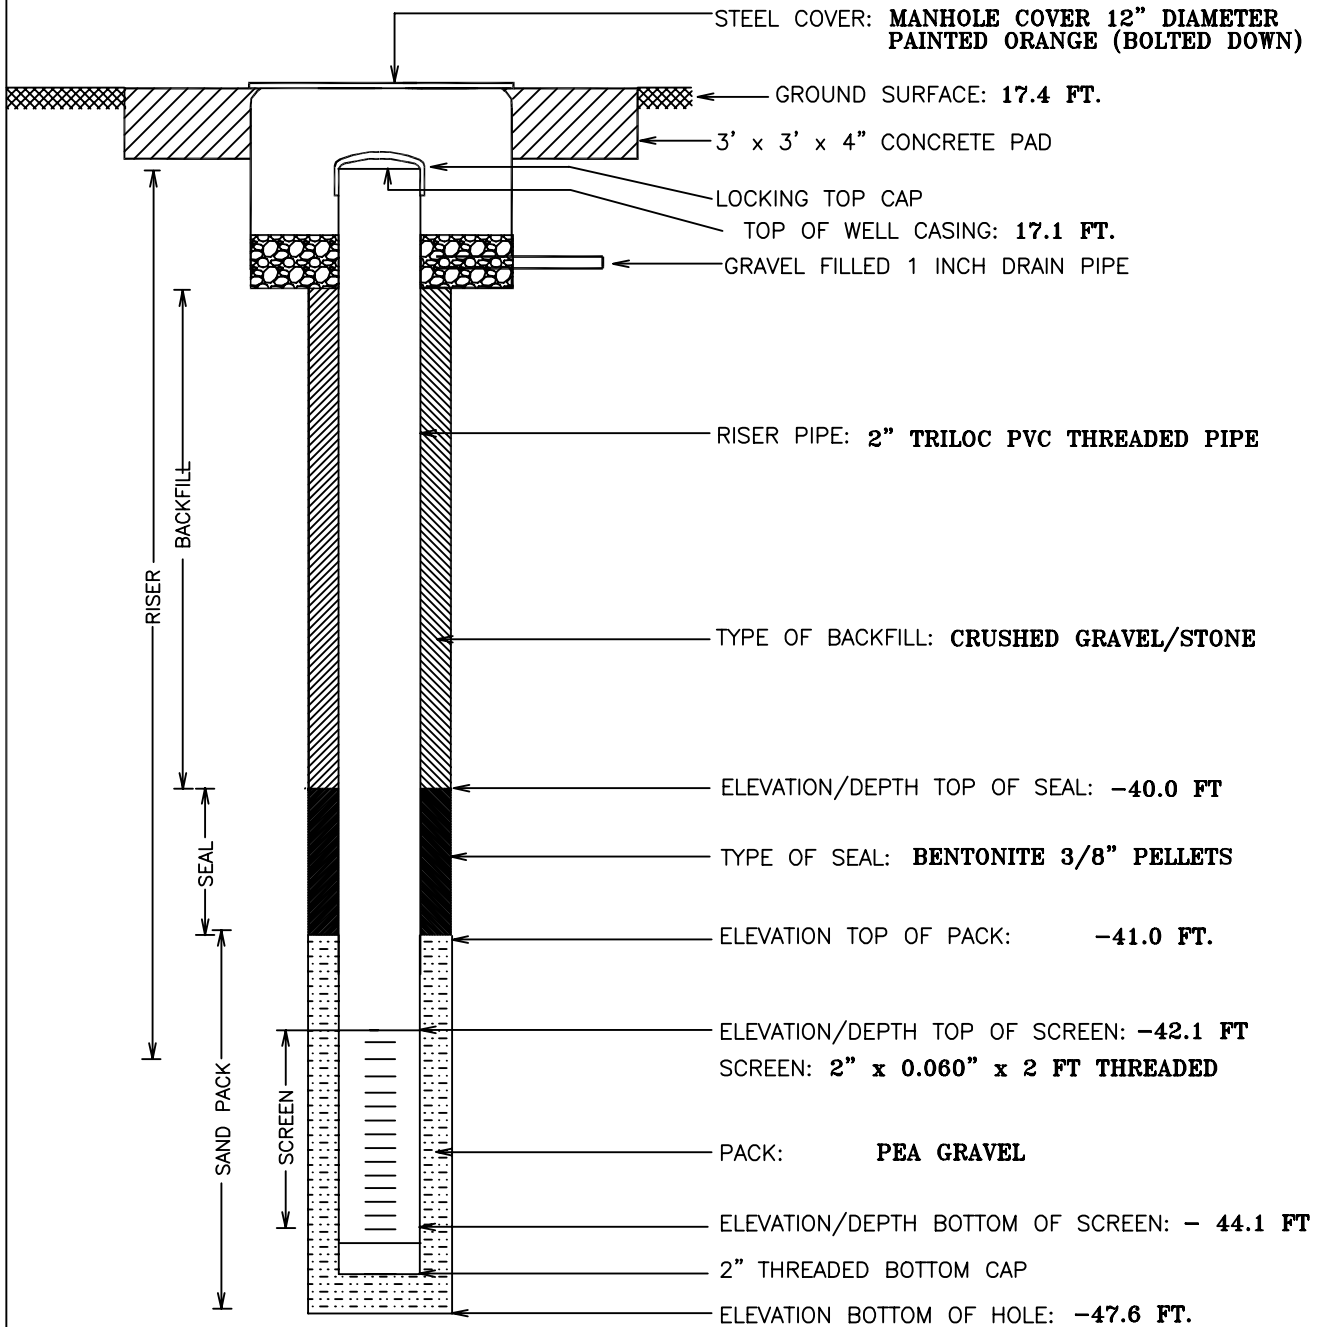 STEEL COVER: MANHOLE COVER 12" DIAMETER
PAINTED ORANGE (BOLTED DOWN)
GROUND SURFACE: 17.4 FT.
3' x 3' x 4" CONCRETE PAD
LOCKING TOP CAP
TOP OF WELL CASING: 17.1 FT.
GRAVEL FILLED 1 INCH DRAIN PIPE
RISER PIPE: 2" TRILOC PVC THREADED PIPE
BACKFILL
RISER
TYPE OF BACKFILL: CRUSHED GRAVEL/STONE
ELEVATION/DEPTH TOP OF SEAL: -40.0 FT
SEAL
TYPE OF SEAL: BENTONITE 3/8" PELLETS
ELEVATION TOP OF PACK: -41.0 FT.
ELEVATION/DEPTH TOP OF SCREEN: -42.1 FT
SCREEN: 2" x 0.060" x 2 FT THREADED
SAND PACK
SCREEN
PACK: PEA GRAVEL
ELEVATION/DEPTH BOTTOM OF SCREEN: - 44.1 FT
2" THREADED BOTTOM CAP
ELEVATION BOTTOM OF HOLE: -47.6 FT.